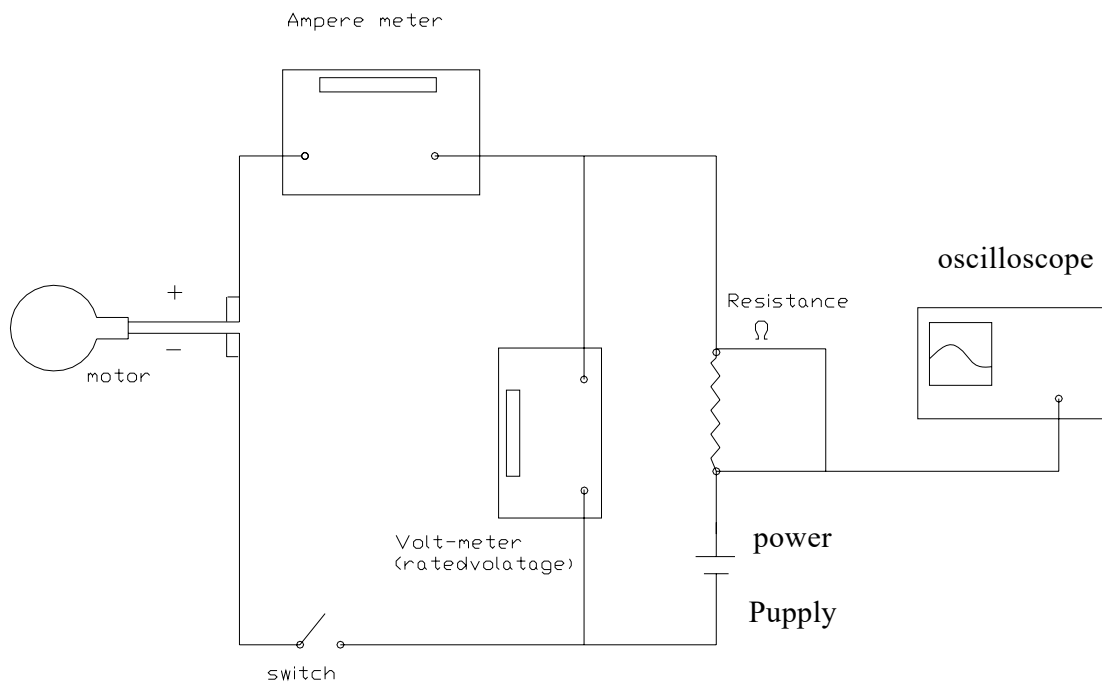 Ampere meter
oscilloscope
+
Resistance
Ω
−
motor
Volt-meter
(ratedvolatage)
power
Pupply
switch